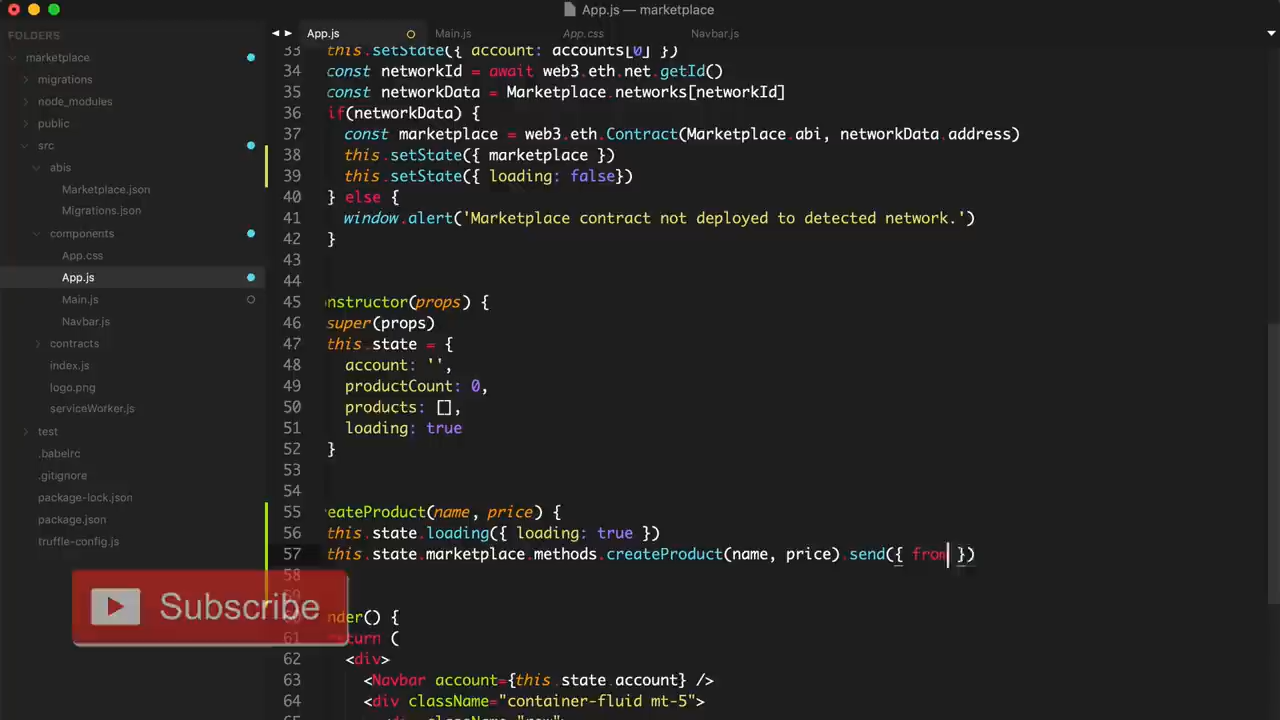 App.js — marketplace
FOLDERS
marketplace
migrations
node_modules
public
src
abis
Marketplace.json
Migrations.json
components
App.css
App.js
Main.js
Navbar.js
contracts
index.js
logo.png
serviceWorker.js
test
.babelrc
.gitignore
package-lock.json
package.json
truffle-config.js
App.js Main.js App.css Navbar.js
33 this.setState({ account: accounts[0] })
34 const networkId = await web3.eth.net.getId()
35 const networkData = Marketplace.networks[networkId]
36 if(networkData) {
37 const marketplace = web3.eth.Contract(Marketplace.abi, networkData.address)
38 this.setState({ marketplace })
39 this.setState({ loading: false})
40 } else {
41 window.alert('Marketplace contract not deployed to detected network.')
42 }
43
44
45 onstructor(props) {
46 super(props)
47 this.state = {
48 account: '',
49 productCount: 0,
50 products: [],
51 loading: true
52 }
53
54
55 eateProduct(name, price) {
56 this.state.loading({ loading: true })
57 this.state.marketplace.methods.createProduct(name, price).send({ from })
58
nder() {
61 return (
62 <div>
63 <Navbar account={this.state.account} />
64 <div className="container-fluid mt-5">
Subscribe